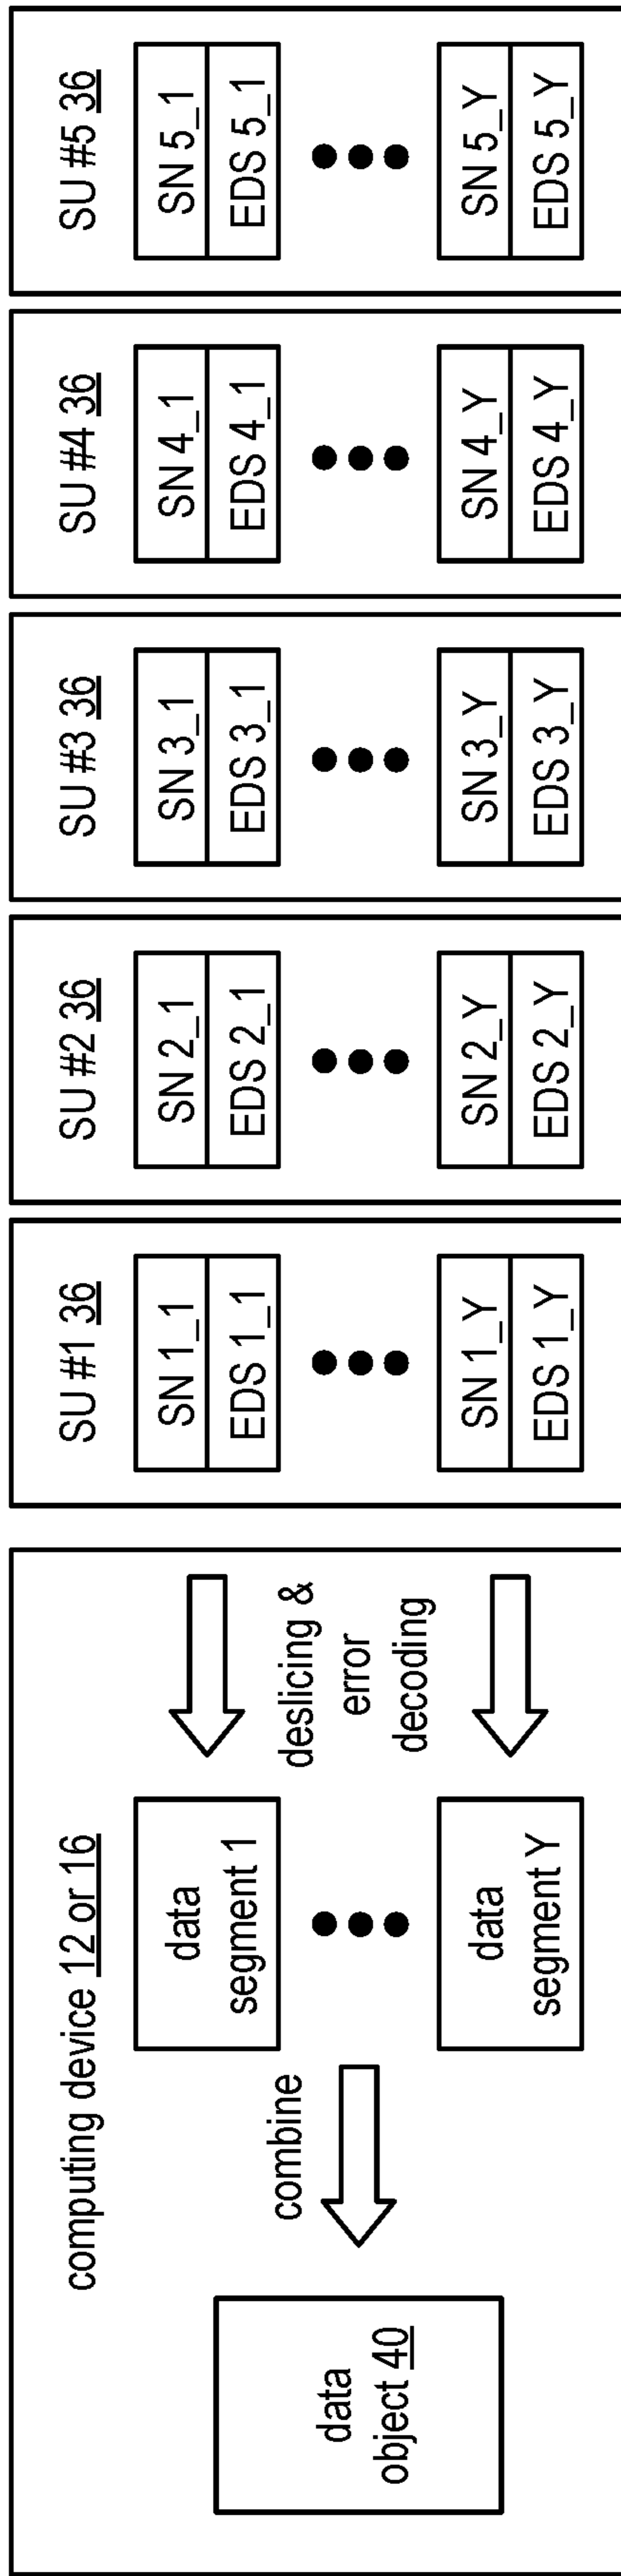 computing device 12 or 16
data
object 40
combine
data
segment 1
data
segment Y
deslicing &
error
decoding
SU #1 36
SN 1_1
EDS 1_1
SN 1_Y
EDS 1_Y
SU #2 36
SN 2_1
EDS 2_1
SN 2_Y
EDS 2_Y
SU #3 36
SN 3_1
EDS 3_1
SN 3_Y
EDS 3_Y
SU #4 36
SN 4_1
EDS 4_1
SN 4_Y
EDS 4_Y
SU #5 36
SN 5_1
EDS 5_1
SN 5_Y
EDS 5_Y